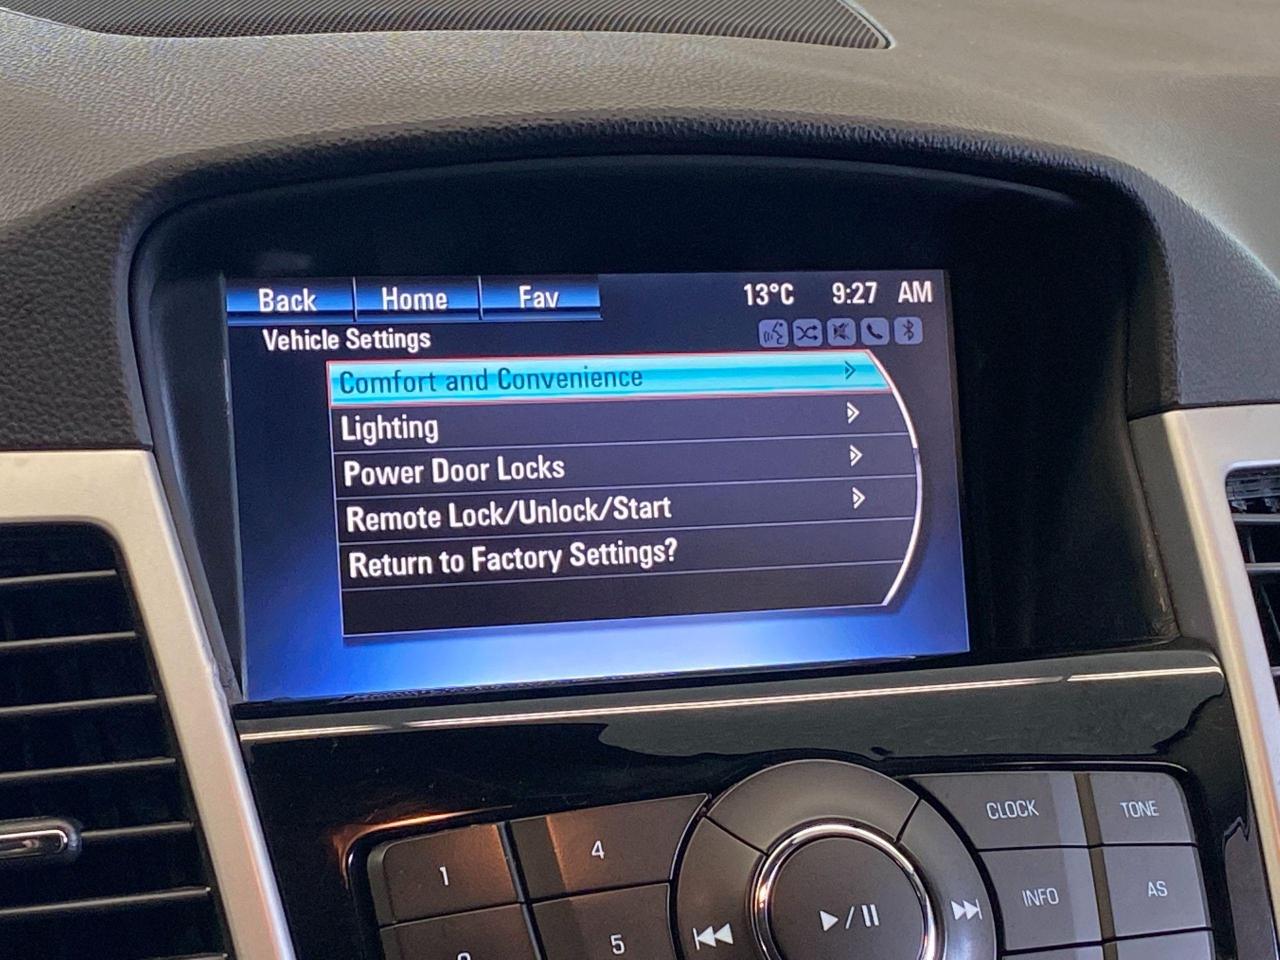 Back Home Fav 13°C 9:27 AM
Vehicle Settings
Comfort and Convenience
Lighting
Power Door Locks
Remote Lock/Unlock/Start
Return to Factory Settings?
CLOCK TONE
1 4
INFO AS
5